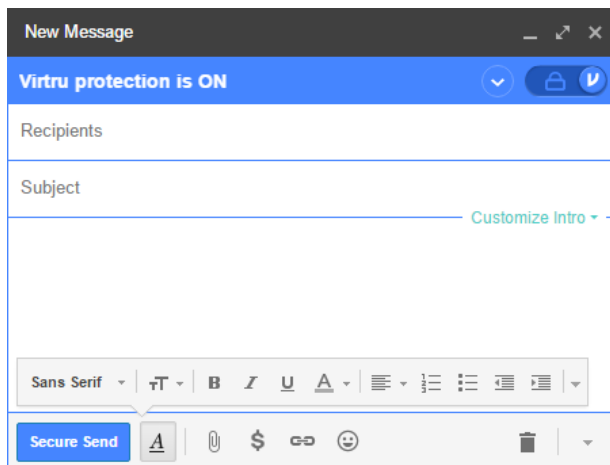 New Message
Virtru protection is ON
Recipients
Subject
Customize Intro
Sans Serif
Secure Send